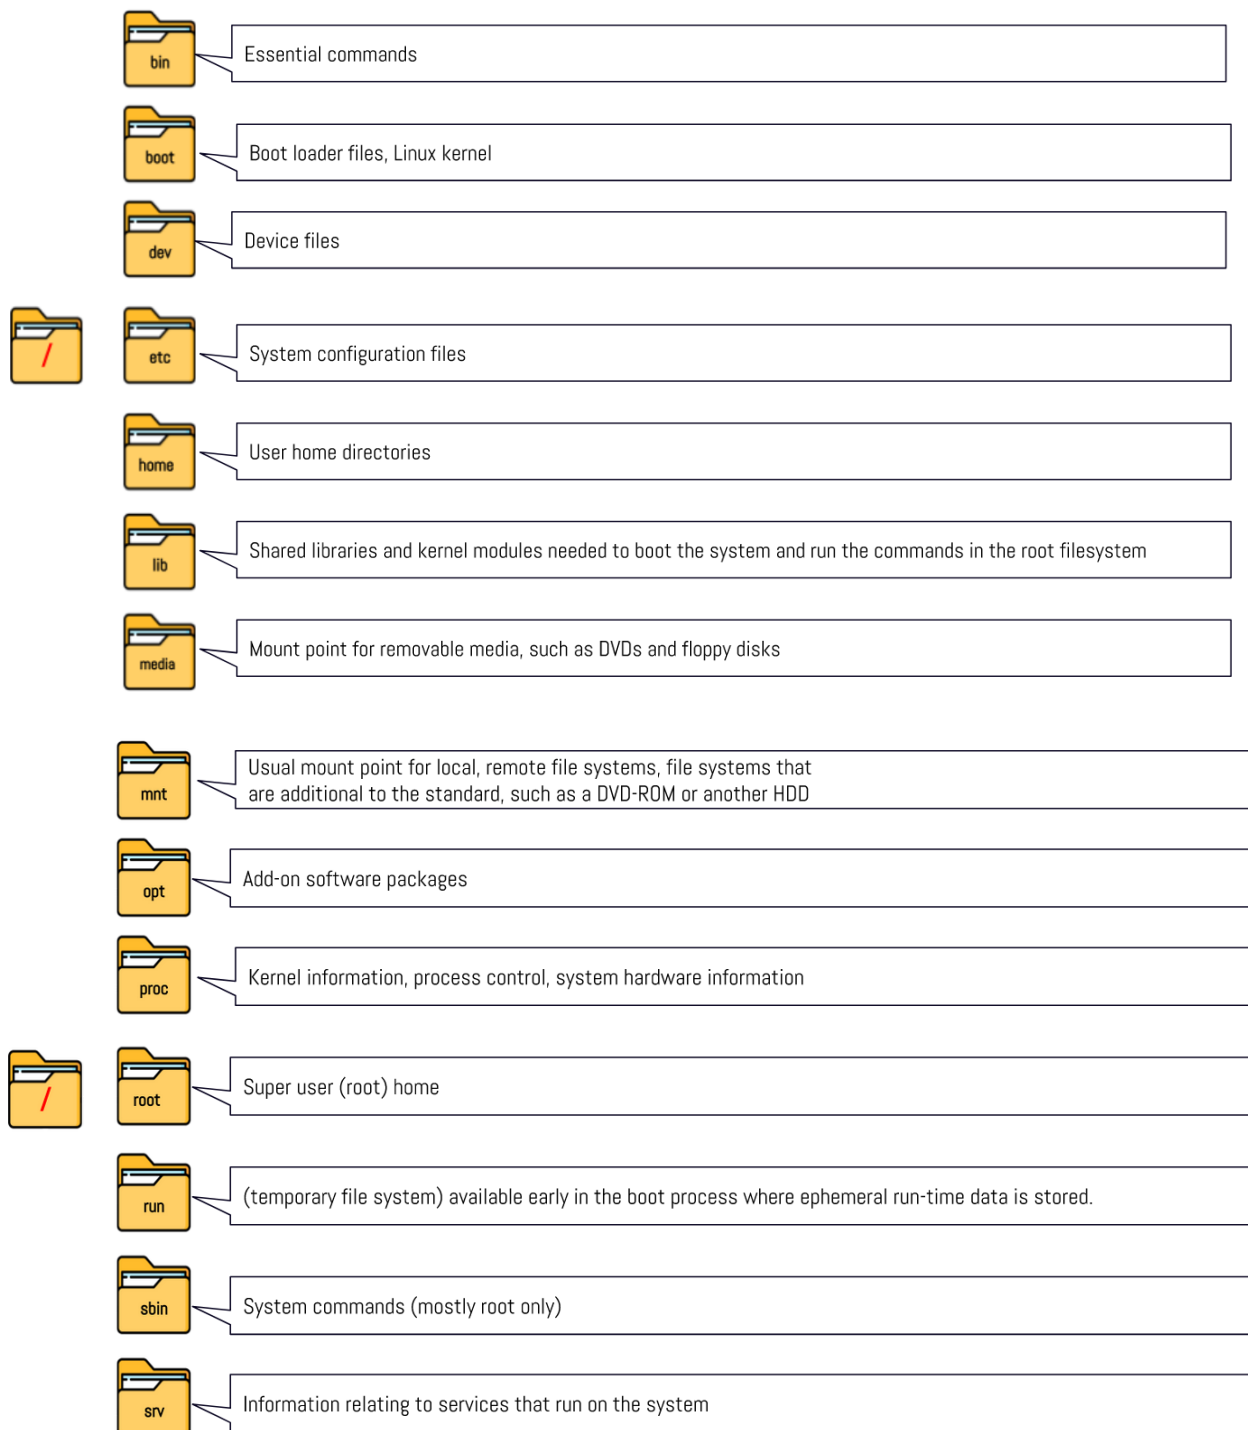 bin
Essential commands
boot
Boot loader files, Linux kernel
dev
Device files
/
etc
System configuration files
home
User home directories
lib
Shared libraries and kernel modules needed to boot the system and run the commands in the root filesystem
media
Mount point for removable media, such as DVDs and floppy disks
mnt
Usual mount point for local, remote file systems, file systems that
are additional to the standard, such as a DVD-ROM or another HDD
opt
Add-on software packages
proc
Kernel information, process control, system hardware information
/
root
Super user (root) home
run
(temporary file system) available early in the boot process where ephemeral run-time data is stored.
sbin
System commands (mostly root only)
srv
Information relating to services that run on the system